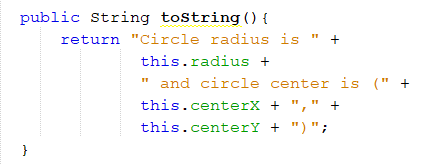 public String toString(){
return "Circle radius is " +
this.radius +
" and circle center is (" +
this.centerX + "," +
this.centerY + ")";
}